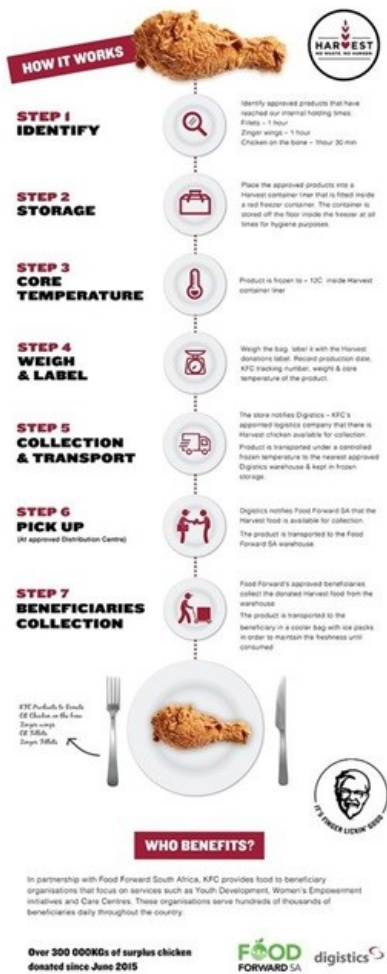 HOW IT WORKS
HARVEST
NO WASTE. NO HUNGER.
STEP 1
IDENTIFY
Identify approved products that have
reached our internal holding times.
Fillets – 1 hour
Zinger wings – 1 hour
Chicken on the bone – 1hour 30 min
STEP 2
STORAGE
Place the approved products into a
Harvest container liner that is fitted inside
a red freezer container. The container is
stored off the floor inside the freezer at all
times for hygiene purposes.
STEP 3
CORE
TEMPERATURE
Product is frozen to – 12C inside Harvest
container liner
STEP 4
WEIGH
& LABEL
Weigh the bag, label it with the Harvest
donations label. Record production date,
KFC tracking number, weight & core
temperature of the product.
STEP 5
COLLECTION
& TRANSPORT
The store notifies Digistics – KFC's
appointed logistics company that there is
Harvest chicken available for collection.
Product is transported under a controlled
frozen temperature to the nearest approved
Digistics warehouse & kept in frozen
storage.
STEP 6
PICK UP
(At approved Distribution Centre)
Digistics notifies Food Forward SA that the
Harvest food is available for collection.
The product is transported to the Food
Forward SA warehouse.
STEP 7
BENEFICIARIES
COLLECTION
Food Forward's approved beneficiaries
collect the donated Harvest food from the
warehouse
The product is transported to the
beneficiary in a cooler bag with ice packs
in order to maintain the freshness until
consumed
KFC Products to Donate
OR Chicken on the bone
Zinger wings
OR Fillets
Zinger Fillets
IT'S FINGER LICKIN' GOOD
WHO BENEFITS?
In partnership with Food Forward South Africa, KFC provides food to beneficiary
organisations that focus on services such as Youth Development, Women's Empowerment
initiatives and Care Centres. These organisations serve hundreds of thousands of
beneficiaries daily throughout the country.
Over 300 000KGs of surplus chicken
donated since June 2015
FOOD
FORWARD SA
digistics